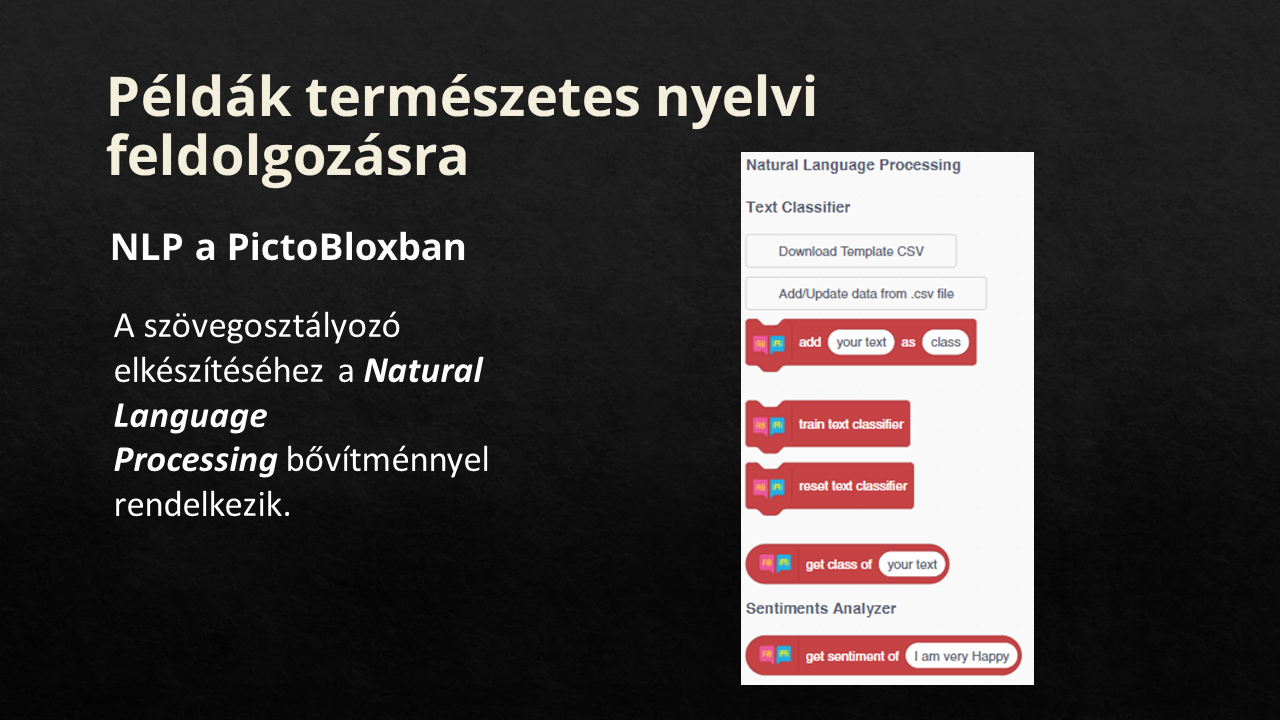 Példák természetes nyelvi
feldolgozásra
NLP a PictoBloxban
A szövegosztályozó
elkészítéséhez a Natural
Language
Processing bővítménnyel
rendelkezik.
Natural Language Processing
Text Classifier
Download Template CSV
Add/Update data from .csv file
add your text as class
train text classifier
reset text classifier
get class of your text
Sentiments Analyzer
get sentiment of I am very Happy